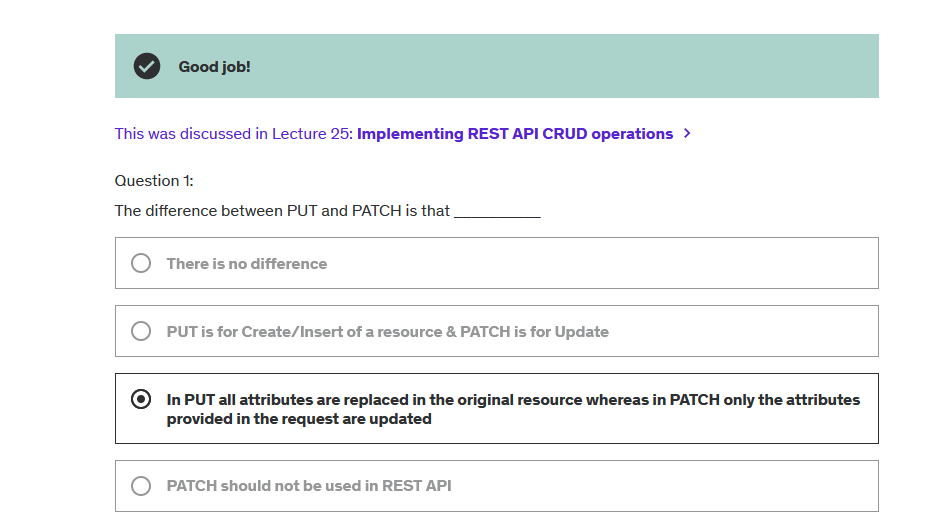 Good job!
This was discussed in Lecture 25: Implementing REST API CRUD operations >
Question 1:
The difference between PUT and PATCH is that __________
There is no difference
PUT is for Create/Insert of a resource & PATCH is for Update
In PUT all attributes are replaced in the original resource whereas in PATCH only the attributes
provided in the request are updated
PATCH should not be used in REST API